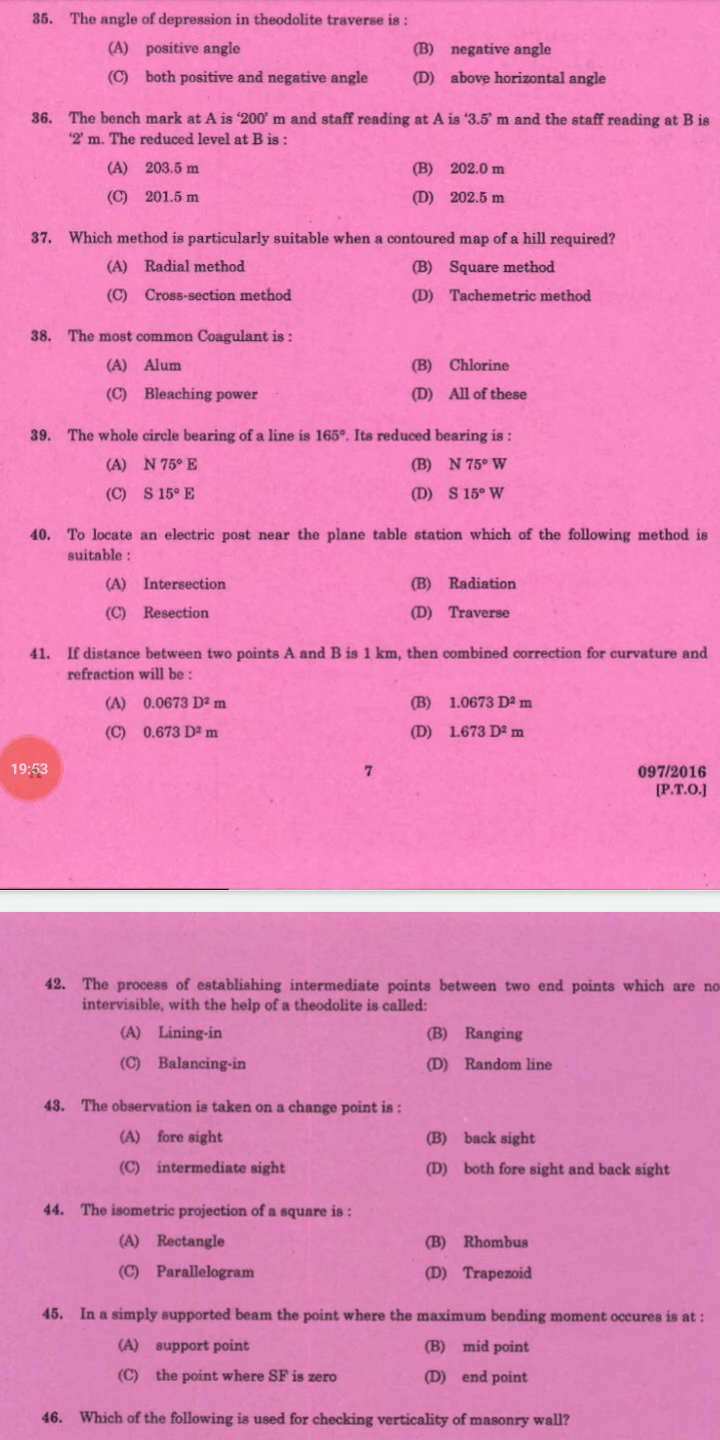 35. The angle of depression in theodolite traverse is :
(A) positive angle (B) negative angle
(C) both positive and negative angle (D) above horizontal angle
36. The bench mark at A is ‘200’ m and staff reading at A is ‘3.5’ m and the staff reading at B is
‘2’ m. The reduced level at B is :
(A) 203.5 m (B) 202.0 m
(C) 201.5 m (D) 202.5 m
37. Which method is particularly suitable when a contoured map of a hill required?
(A) Radial method (B) Square method
(C) Cross-section method (D) Tachemetric method
38. The most common Coagulant is :
(A) Alum (B) Chlorine
(C) Bleaching power (D) All of these
39. The whole circle bearing of a line is 165°. Its reduced bearing is :
(A) N 75° E (B) N 75° W
(C) S 15° E (D) S 15° W
40. To locate an electric post near the plane table station which of the following method is
suitable :
(A) Intersection (B) Radiation
(C) Resection (D) Traverse
41. If distance between two points A and B is 1 km, then combined correction for curvature and
refraction will be :
(A) 0.0673 D² m (B) 1.0673 D² m
(C) 0.673 D² m (D) 1.673 D² m
19:53 7 097/2016
[P.T.O.]
42. The process of establishing intermediate points between two end points which are no
intervisible, with the help of a theodolite is called:
(A) Lining-in (B) Ranging
(C) Balancing-in (D) Random line
43. The observation is taken on a change point is :
(A) fore sight (B) back sight
(C) intermediate sight (D) both fore sight and back sight
44. The isometric projection of a square is :
(A) Rectangle (B) Rhombus
(C) Parallelogram (D) Trapezoid
45. In a simply supported beam the point where the maximum bending moment occures is at :
(A) support point (B) mid point
(C) the point where SF is zero (D) end point
46. Which of the following is used for checking verticality of masonry wall?